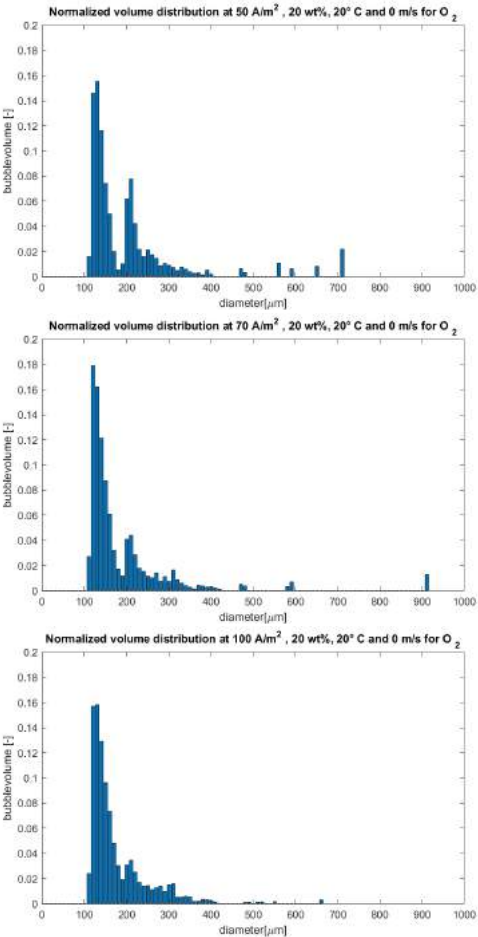 Normalized volume distribution at 50 A/m² , 20 wt%, 20° C and 0 m/s for O ₂
0.2
0.18
0.16
0.14
0.12
0.1
0.08
0.06
0.04
0.02
0
bubblevolume [-]
0 100 200 300 400 500 600 700 800 900 1000
diameter[μm]
Normalized volume distribution at 70 A/m² , 20 wt%, 20° C and 0 m/s for O ₂
0.2
0.18
0.16
0.14
0.12
0.1
0.08
0.06
0.04
0.02
0
bubblevolume [-]
0 100 200 300 400 500 600 700 800 900 1000
diameter[μm]
Normalized volume distribution at 100 A/m² , 20 wt%, 20° C and 0 m/s for O ₂
0.2
0.18
0.16
0.14
0.12
0.1
0.08
0.06
0.04
0.02
0
bubblevolume [-]
0 100 200 300 400 500 600 700 800 900 1000
diameter[μm]